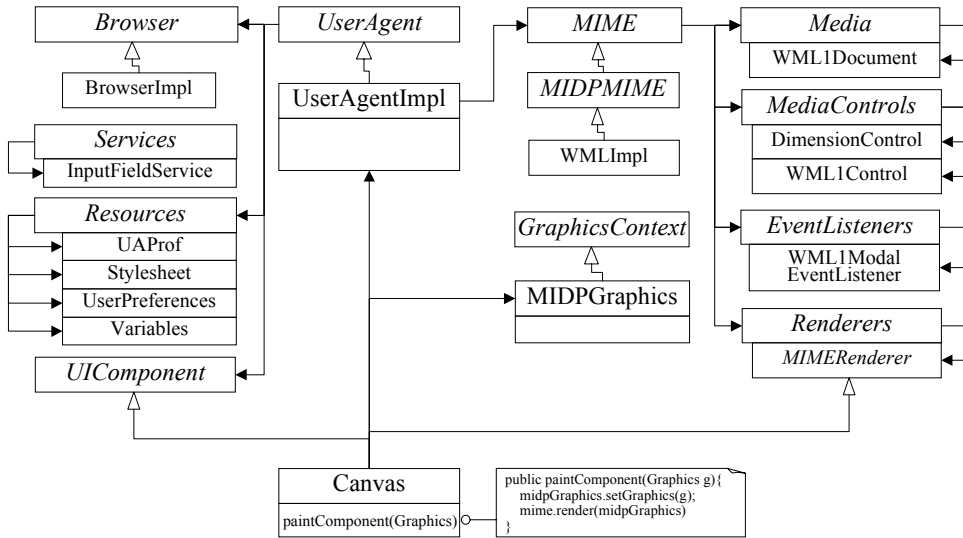 Browser
BrowserImpl
Services
InputFieldService
Resources
UAProf
Stylesheet
UserPreferences
Variables
UIComponent
UserAgent
UserAgentImpl
MIME
MIDPMIME
WMLImpl
GraphicsContext
MIDPGraphics
Media
WML1Document
MediaControls
DimensionControl
WML1Control
EventListeners
WML1Modal
EventListener
Renderers
MIMERenderer
Canvas
paintComponent(Graphics)
public paintComponent(Graphics g){
midpGraphics.setGraphics(g);
mime.render(midpGraphics)
}